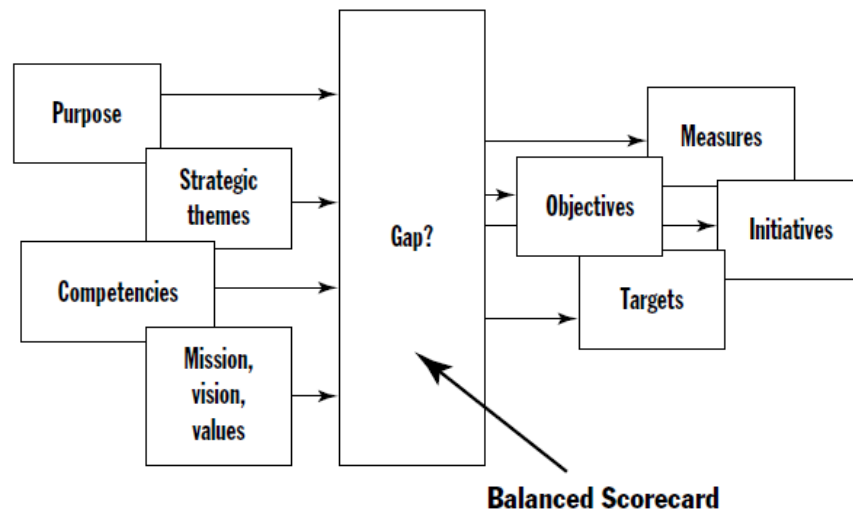 Purpose
Strategic
themes
Competencies
Mission,
vision,
values
Gap?
Measures
Objectives
Initiatives
Targets
Balanced Scorecard